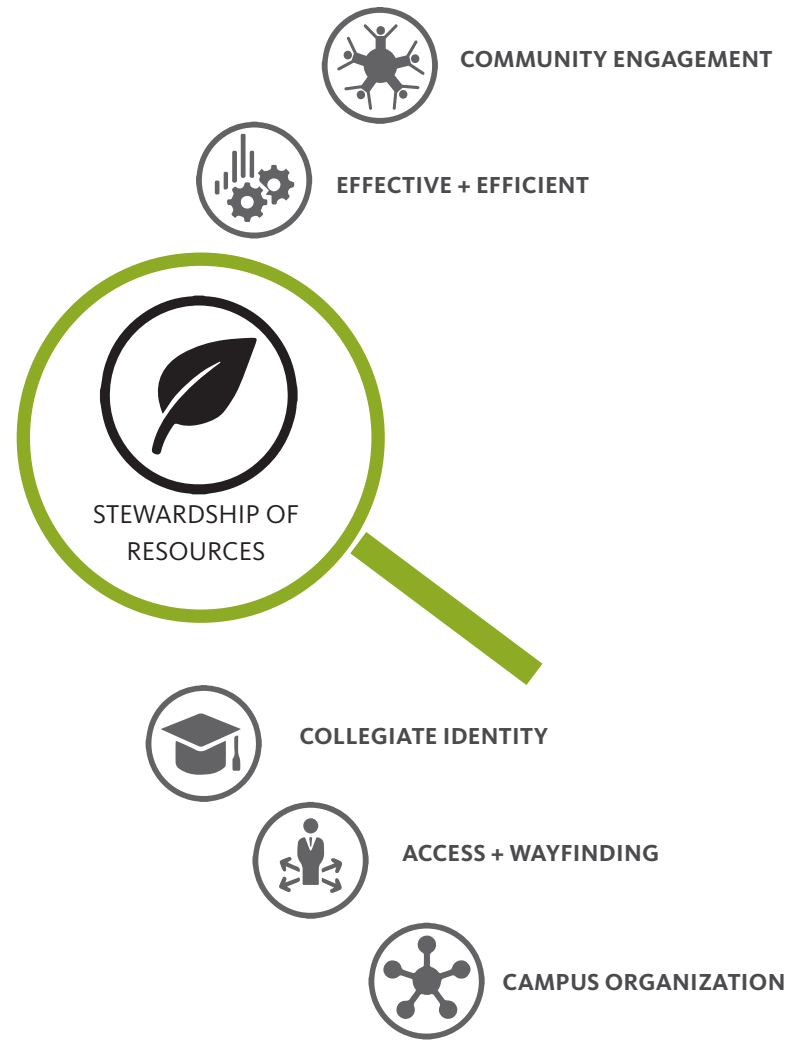 COMMUNITY ENGAGEMENT
EFFECTIVE + EFFICIENT
STEWARDSHIP OF
RESOURCES
COLLEGIATE IDENTITY
ACCESS + WAYFINDING
CAMPUS ORGANIZATION